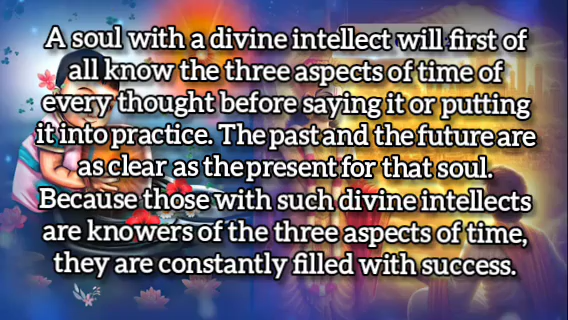 A soul with a divine intellect will first of
all know the three aspects of time of
every thought before saying it or putting
it into practice. The past and the future are
as clear as the present for that soul.
Because those with such divine intellects
are knowers of the three aspects of time,
they are constantly filled with success.